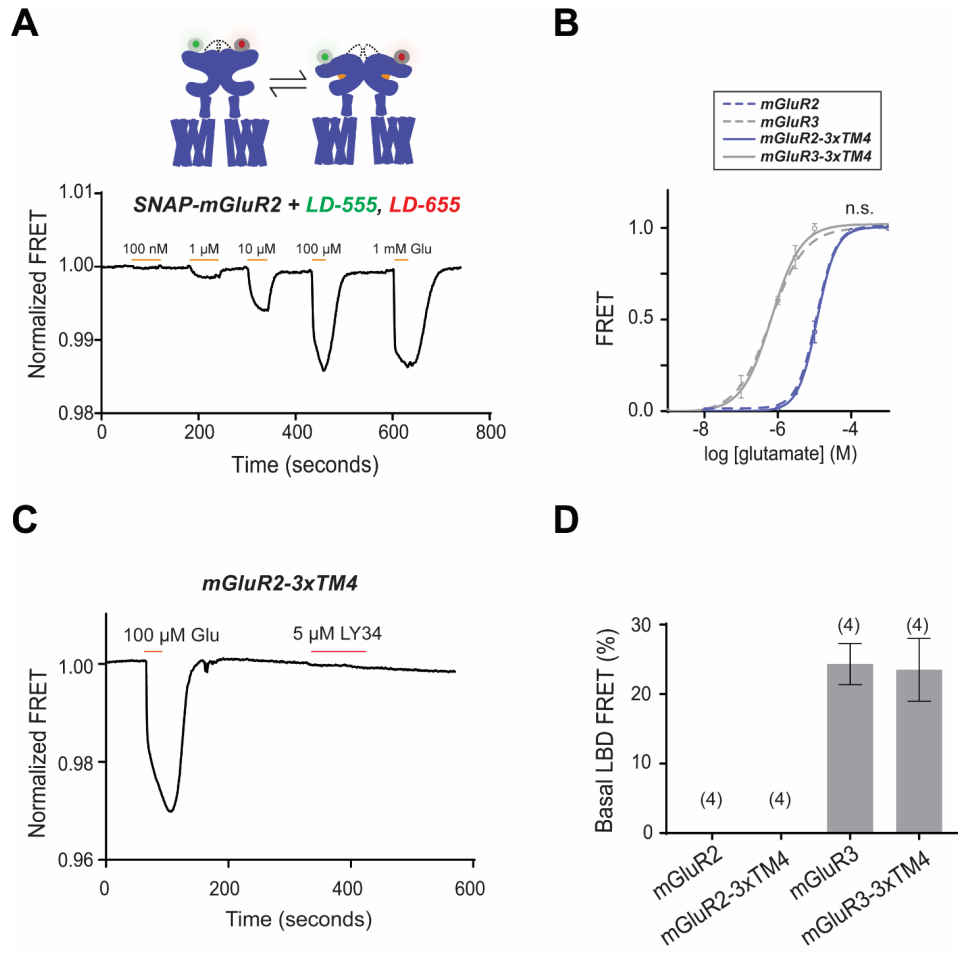 A
SNAP-mGluR2 + LD-555, LD-655
100 nM 1 µM 10 µM 100 µM 1 mM Glu
Normalized FRET
1.01
1.00
0.99
0.98
0 200 400 600 800
Time (seconds)
B
mGluR2
mGluR3
mGluR2-3xTM4
mGluR3-3xTM4
n.s.
FRET
1.0
0.5
0.0
-8 -6 -4
log [glutamate] (M)
C
mGluR2-3xTM4
100 µM Glu 5 µM LY34
Normalized FRET
1.00
0.98
0.96
0 200 400 600
Time (seconds)
D
Basal LBD FRET (%)
30
20
10
0
(4) (4) (4) (4)
mGluR2
mGluR2-3xTM4
mGluR3
mGluR3-3xTM4